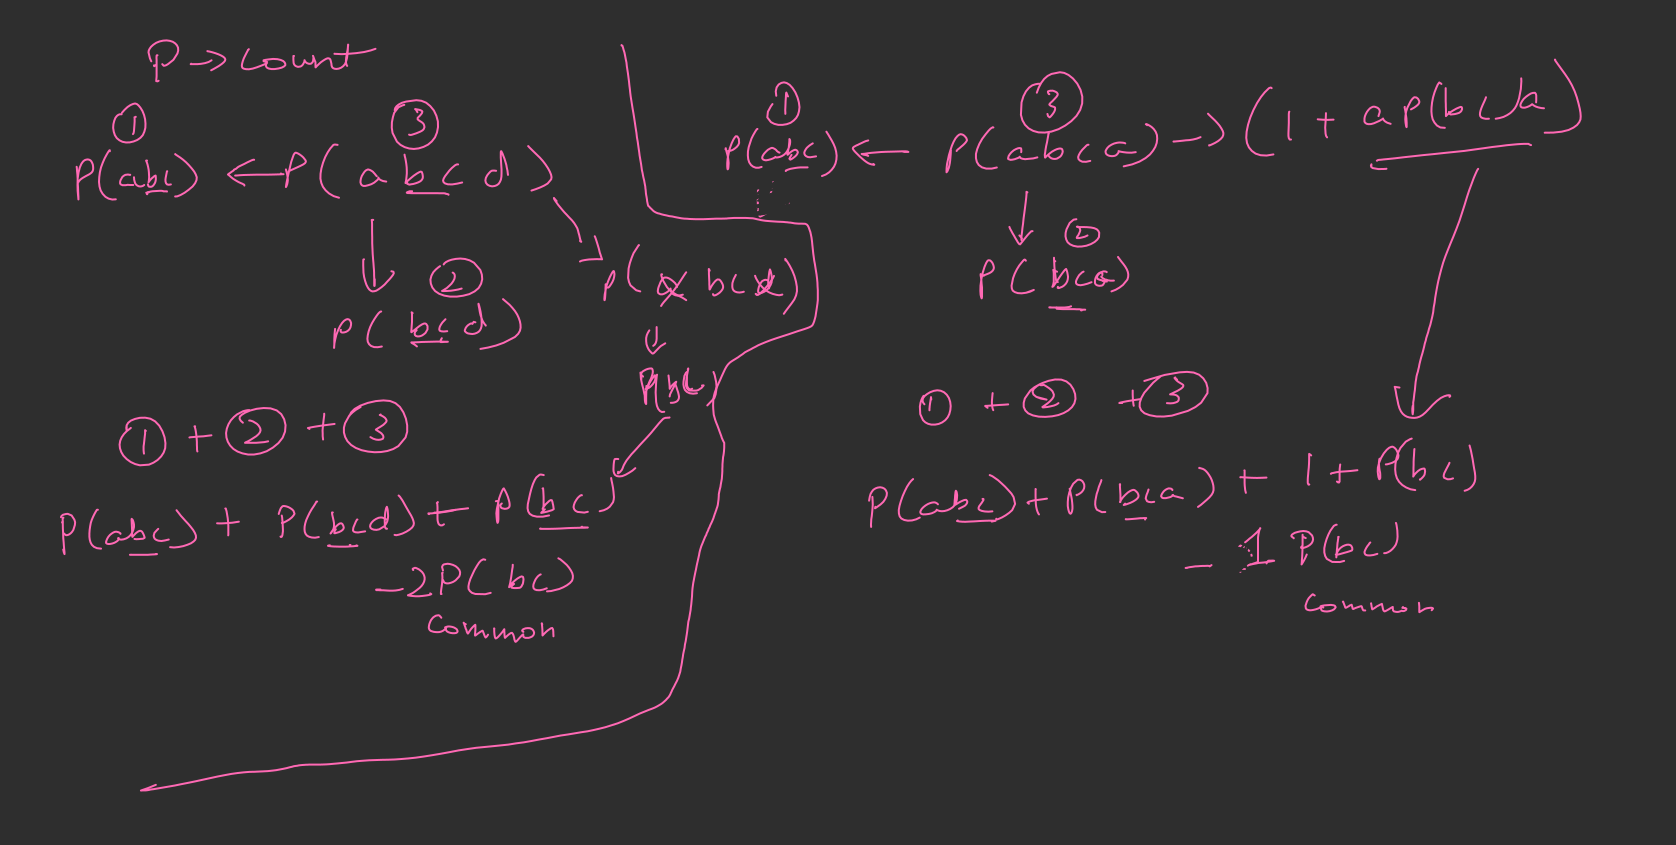 P → count
①
③
P(abc) ← P(abcd)
②
P(bcd)
P(abcd)
P(bc)
① + ② + ③
P(abc) + P(bcd) + P(bc)
-2P(bc)
common
①
③
P(abc) ← P(abca) → (1 + aP(bc)a)
②
P(bca)
① + ② + ③
P(abc) + P(bca) + 1 + P(bc)
- 1 P(bc)
common